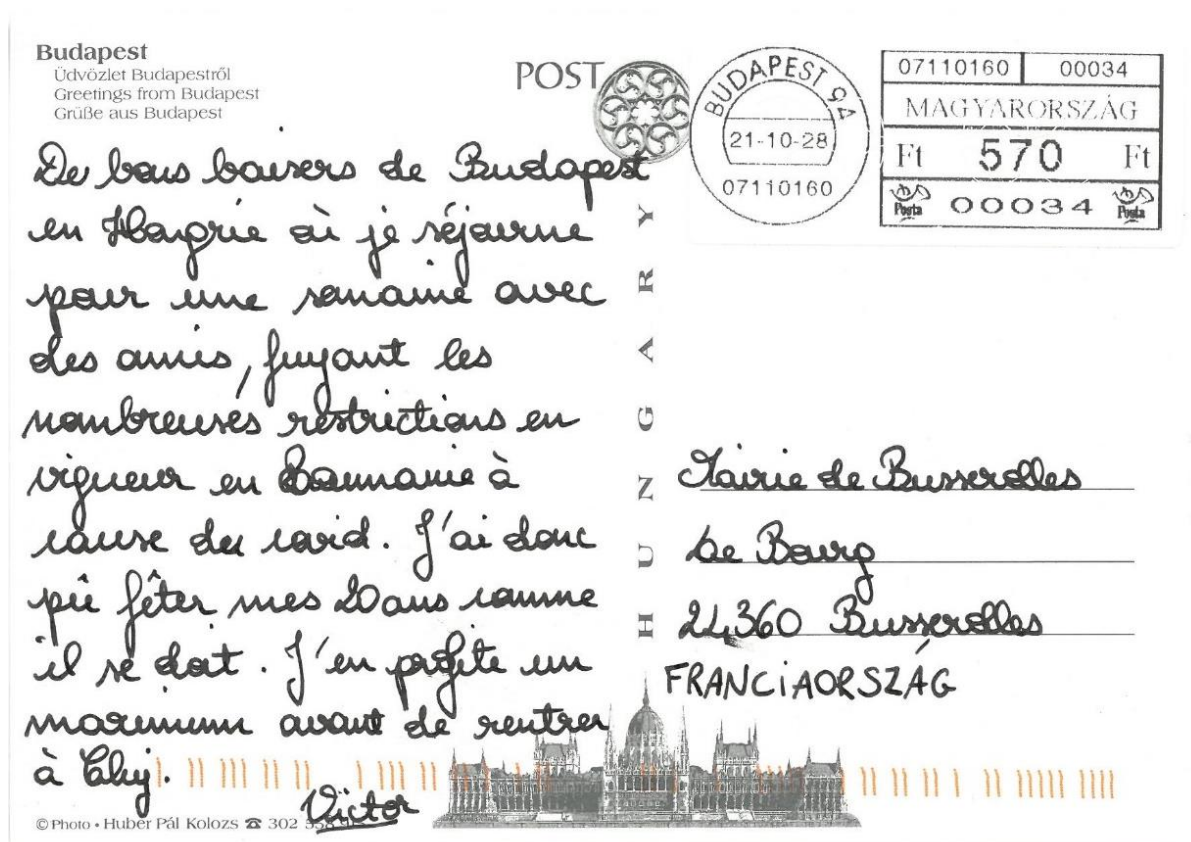 Budapest
Üdvözlet Budapestről
Greetings from Budapest
Grüße aus Budapest
POST
BUDAPEST 94
21-10-28
07110160
07110160 00034
MAGYARORSZÁG
Ft 570 Ft
Posta 00034 Posta
De bons baisers de Budapest
en Hongrie où je séjourne
pour une semaine avec
des amis, fuyant les
nombreuses restrictions en
vigueur en Roumanie à
cause du covid. J'ai donc
pû fêter mes 20 ans comme
il se doit. J'en profite un
maximum avant de rentrer
à Cluj.
Victor
HUNGARY
Mairie de Busserolles
Le Bourg
24360 Busserolles
FRANCIAORSZÁG
© Photo • Huber Pál Kolozs ☎ 302